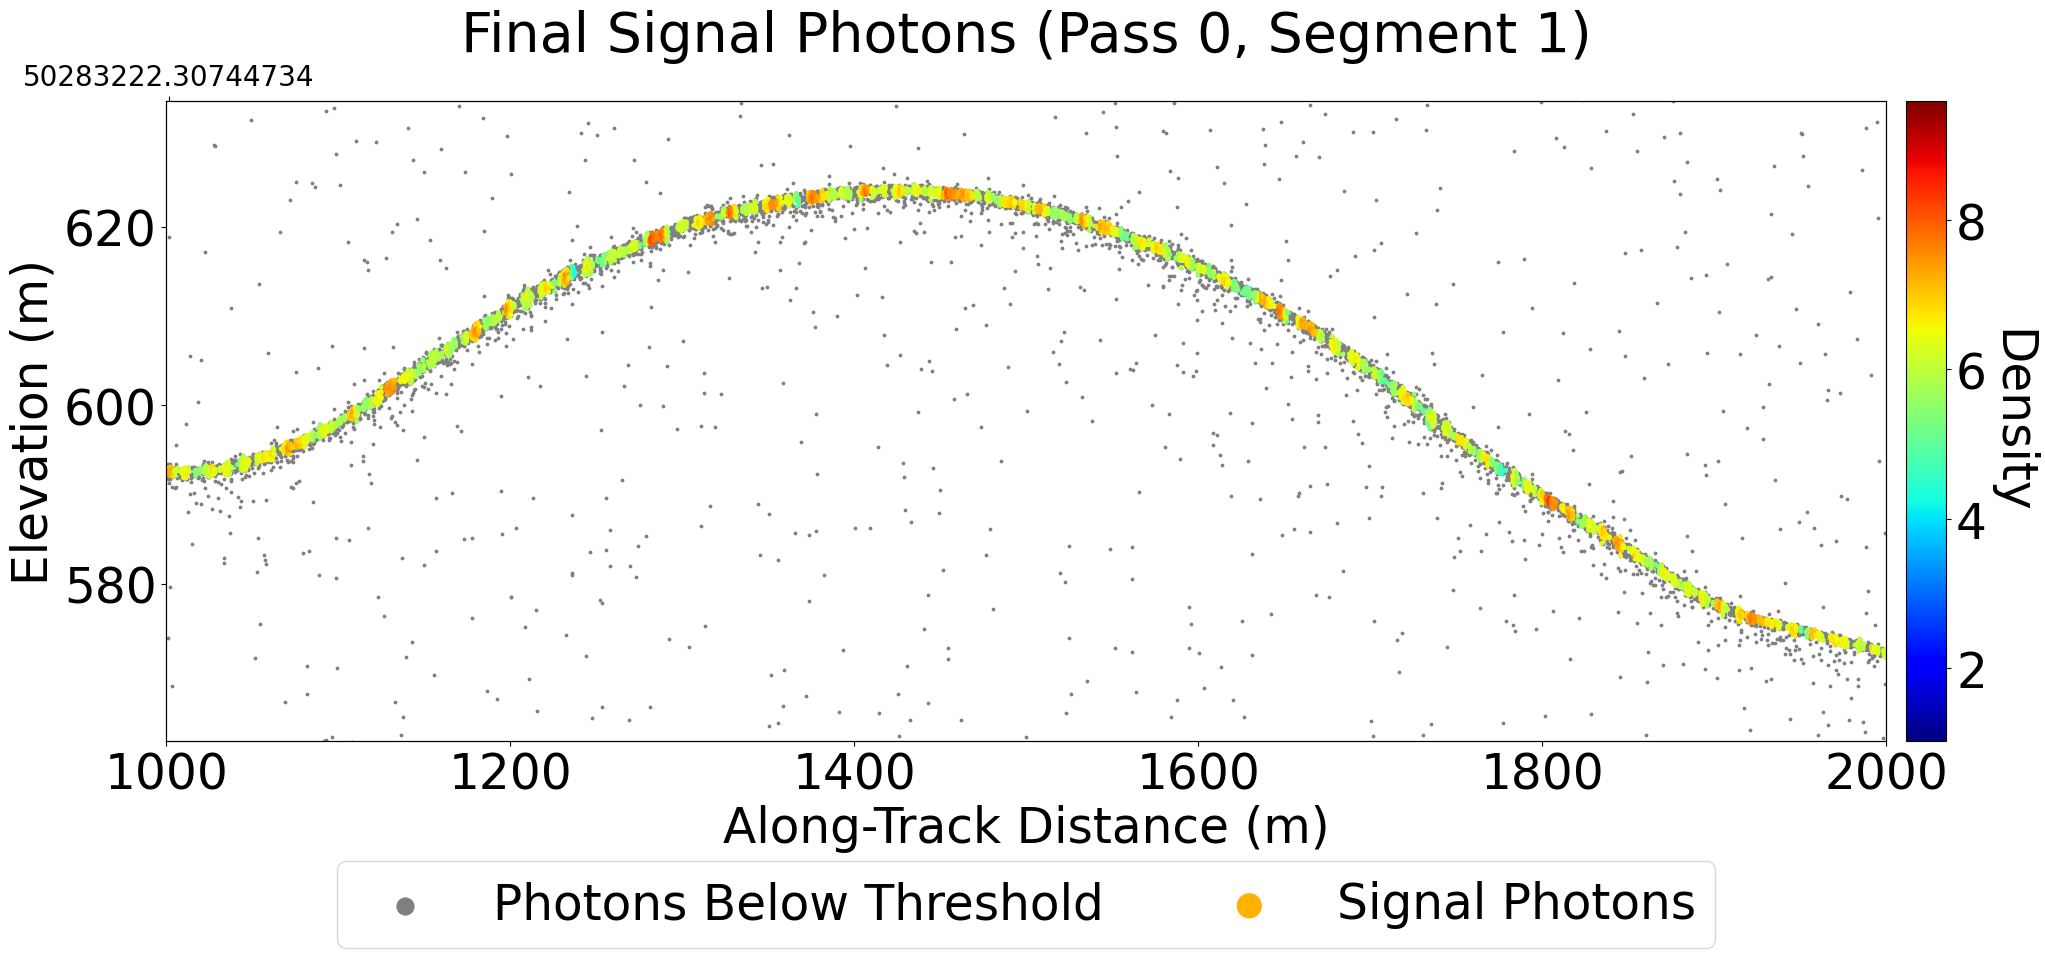 Final Signal Photons (Pass 0, Segment 1)
50283222.30744734
Elevation (m)
620
600
580
1000
1200
1400
1600
1800
2000
Along-Track Distance (m)
8
6
4
2
Density
Photons Below Threshold
Signal Photons